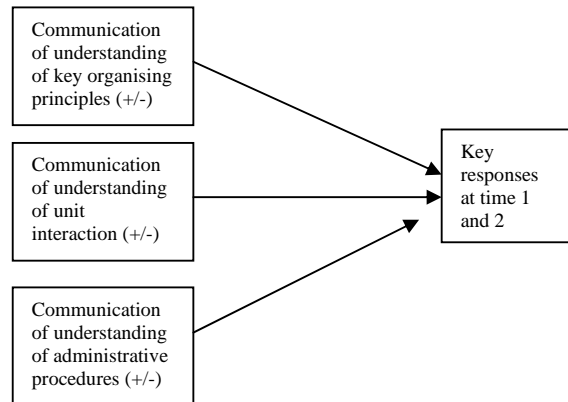 Communication
of understanding
of key organising
principles (+/-)
Communication
of understanding
of unit
interaction (+/-)
Key
responses
at time 1
and 2
Communication
of understanding
of administrative
procedures (+/-)